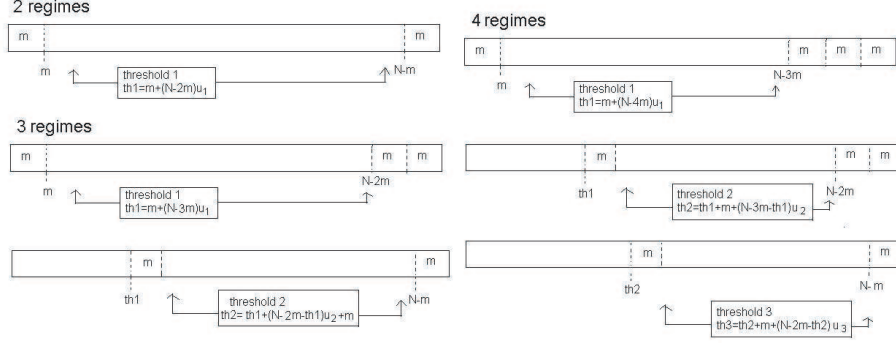 2 regimes
m
m
m
N-m
threshold 1
th1=m+(N-2m)u1
3 regimes
m
m
m
m
N-2m
threshold 1
th1=m+(N-3m)u1
m
m
th1
N-m
threshold 2
th2= th1+(N-2m-th1)u2+m
4 regimes
m
m
m
m
m
N-3m
threshold 1
th1=m+(N-4m)u1
m
m
m
th1
N-2m
threshold 2
th2=th1+m+(N-3m-th1)u2
m
m
th2
N-m
threshold 3
th3=th2+m+(N-2m-th2)u3